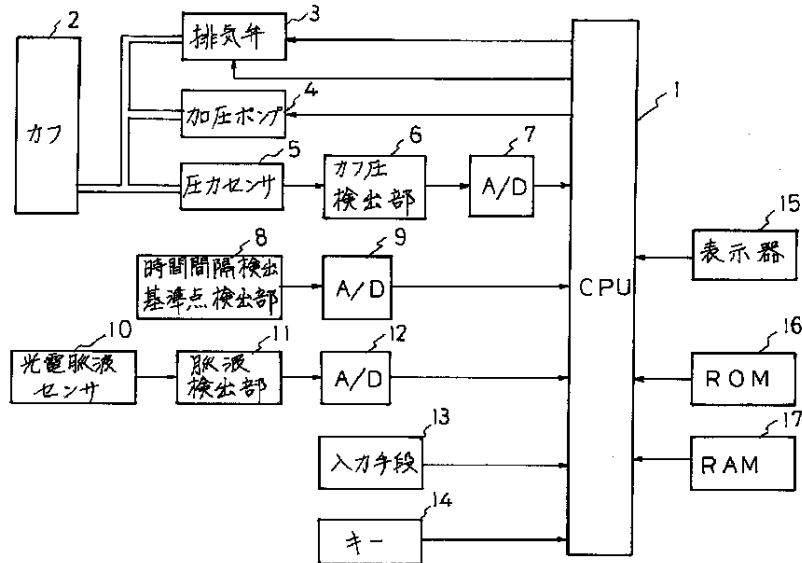 2
カフ
3
排気弁
4
加圧ポンプ
5
圧力センサ
6
カフ圧
検出部
7
A/D
1
CPU
8
時間間隔検出
基準点検出部
9
A/D
10
光電脈波
センサ
11
脈波
検出部
12
A/D
13
入力手段
14
キー
15
表示器
16
ROM
17
RAM